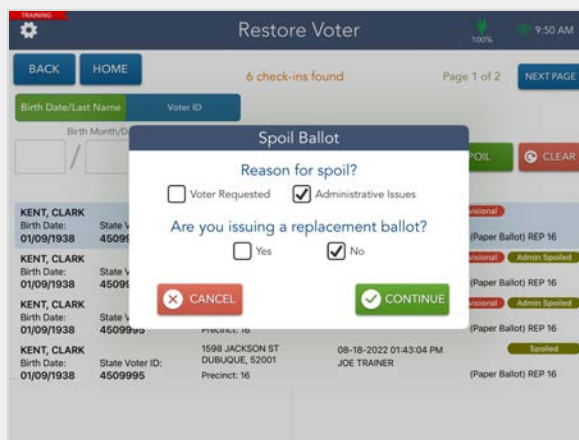 TRAINING
Restore Voter
100%
9:50 AM
BACK
HOME
6 check-ins found
Page 1 of 2
NEXT PAGE
Birth Date/Last Name
Voter ID
Birth Month/D
/
POIL
CLEAR
Spoil Ballot
Reason for spoil?
Voter Requested
Administrative Issues
Are you issuing a replacement ballot?
Yes
No
CANCEL
CONTINUE
KENT, CLARK
Birth Date:
State V
01/09/1938
4509
visional
(Paper Ballot) REP 16
KENT, CLARK
Birth Date:
State V
01/09/1938
4509
visional
Admin Spoiled
(Paper Ballot) REP 16
KENT, CLARK
Birth Date:
State V
01/09/1938
4509995
Precinct: 16
visional
Admin Spoiled
(Paper Ballot) REP 16
KENT, CLARK
Birth Date:
State Voter ID:
01/09/1938
4509995
1598 JACKSON ST
DUBUQUE, 52001
Precinct: 16
08-18-2022 01:43:04 PM
JOE TRAINER
Spoiled
(Paper Ballot) REP 16